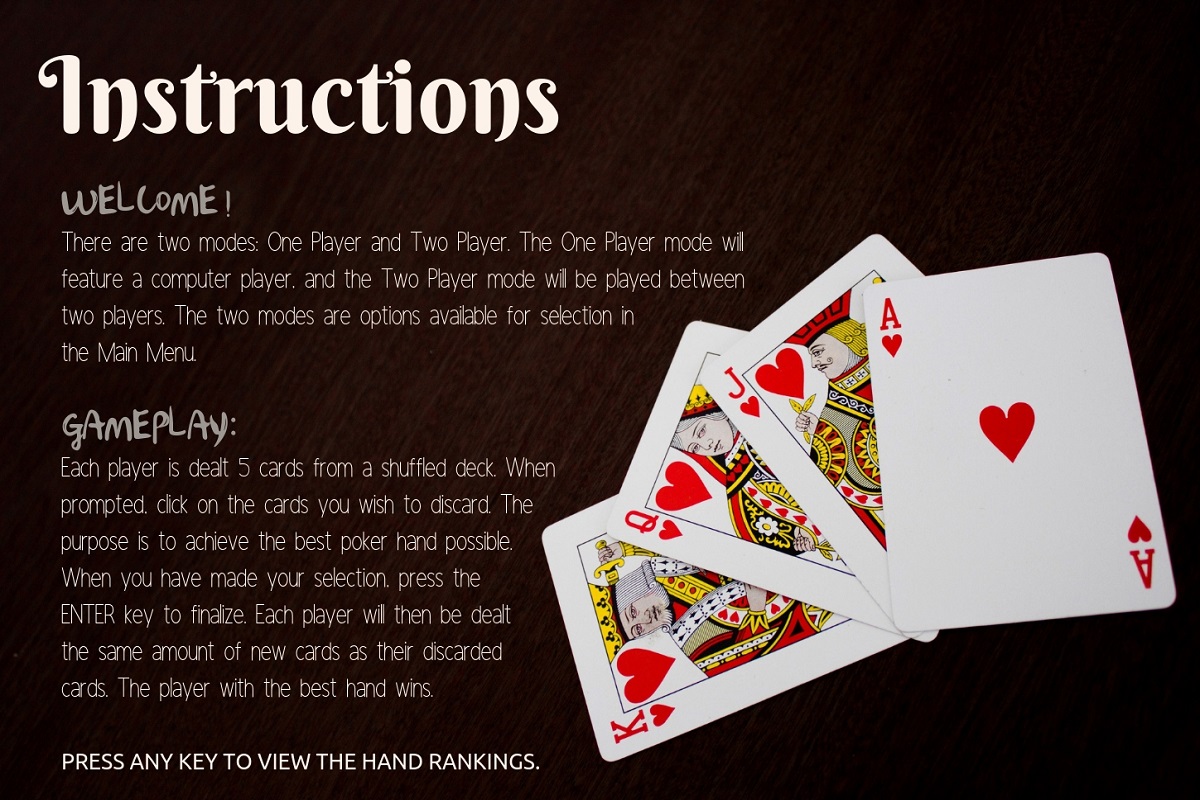 Instructions
WELCOME!
There are two modes: One Player and Two Player. The One Player mode will
feature a computer player, and the Two Player mode will be played between
two players. The two modes are options available for selection in
the Main Menu.
GAMEPLAY:
Each player is dealt 5 cards from a shuffled deck. When
prompted, click on the cards you wish to discard. The
purpose is to achieve the best poker hand possible.
When you have made your selection, press the
ENTER key to finalize. Each player will then be dealt
the same amount of new cards as their discarded
cards. The player with the best hand wins.
PRESS ANY KEY TO VIEW THE HAND RANKINGS.
K
Q
J
A
A